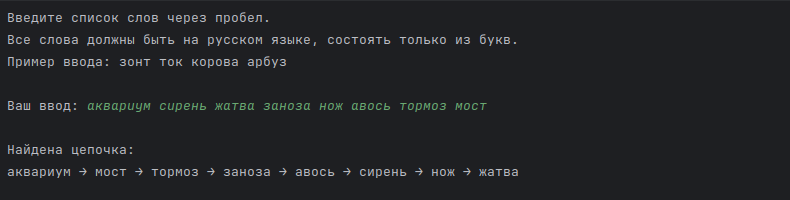 Введите список слов через пробел.
Все слова должны быть на русском языке, состоять только из букв.
Пример ввода: зонт ток корова арбуз
Ваш ввод: аквариум сирень жатва заноза нож авось тормоз мост
Найдена цепочка:
аквариум → мост → тормоз → заноза → авось → сирень → нож → жатва